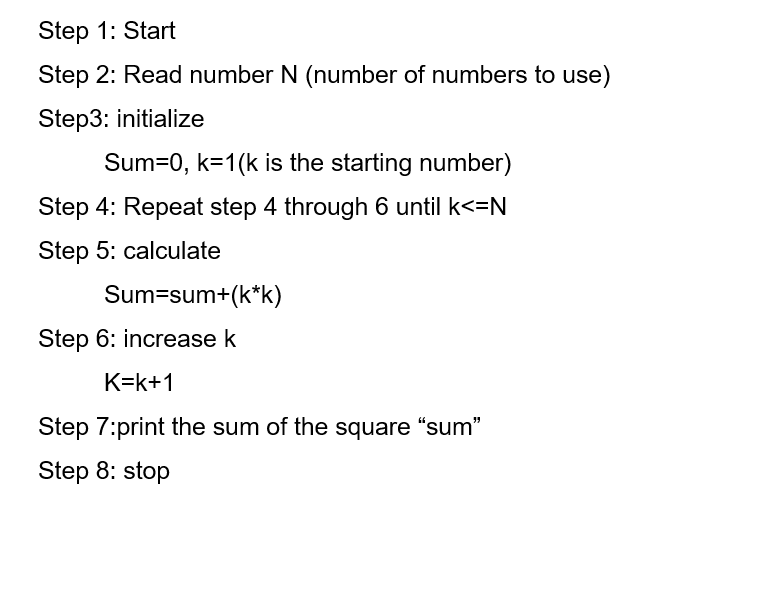 Step 1: Start
Step 2: Read number N (number of numbers to use)
Step3: initialize
Sum=0, k=1(k is the starting number)
Step 4: Repeat step 4 through 6 until k<=N
Step 5: calculate
Sum=sum+(k*k)
Step 6: increase k
K=k+1
Step 7:print the sum of the square “sum”
Step 8: stop